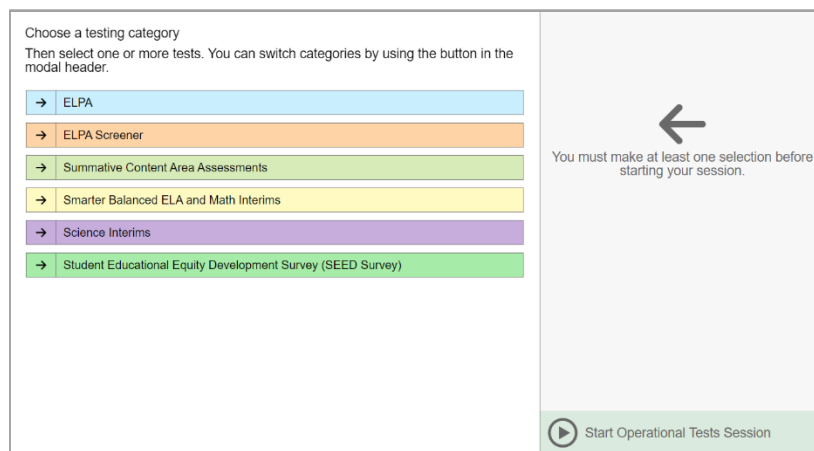 Choose a testing category
Then select one or more tests. You can switch categories by using the button in the
modal header.
ELPA
ELPA Screener
Summative Content Area Assessments
Smarter Balanced ELA and Math Interims
Science Interims
Student Educational Equity Development Survey (SEED Survey)
You must make at least one selection before
starting your session.
Start Operational Tests Session